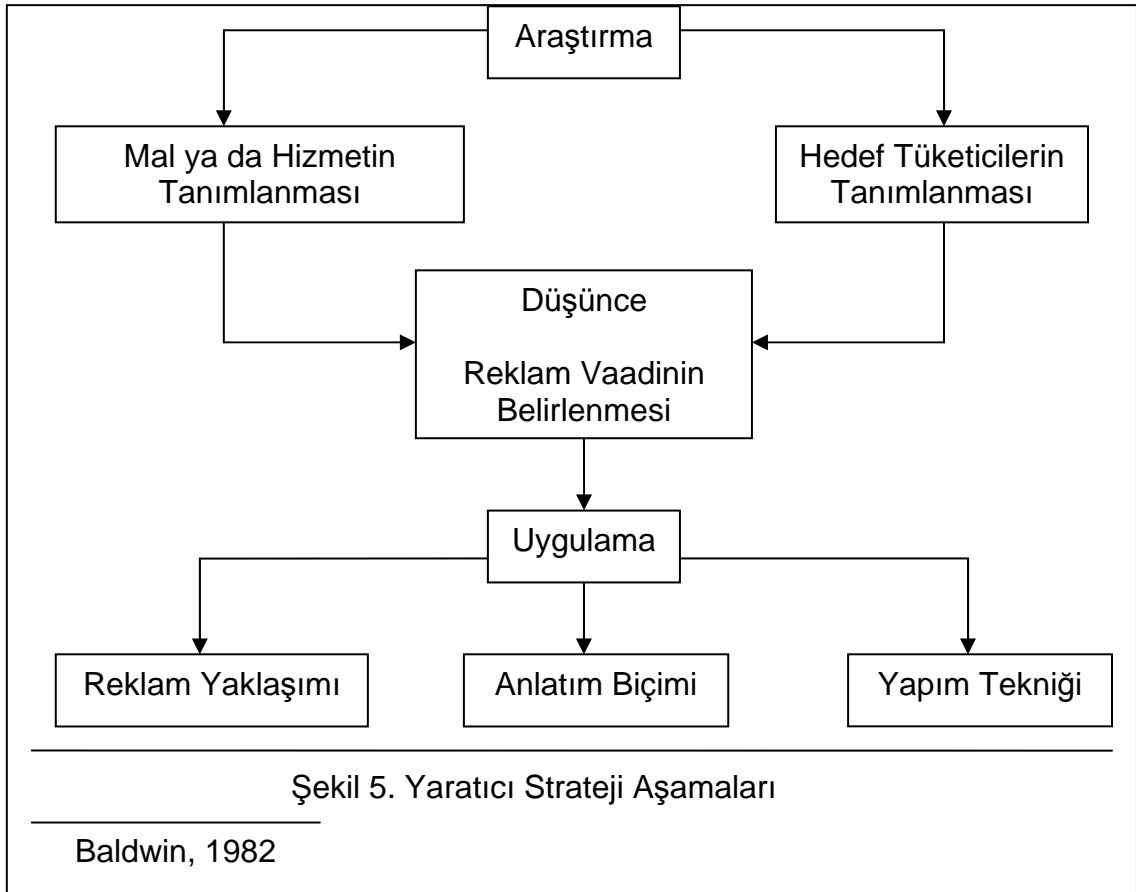 Araştırma
Mal ya da Hizmetin
Tanımlanması
Hedef Tüketicilerin
Tanımlanması
Düşünce
Reklam Vaadinin
Belirlenmesi
Uygulama
Reklam Yaklaşımı
Anlatım Biçimi
Yapım Tekniği
Şekil 5. Yaratıcı Strateji Aşamaları
Baldwin, 1982